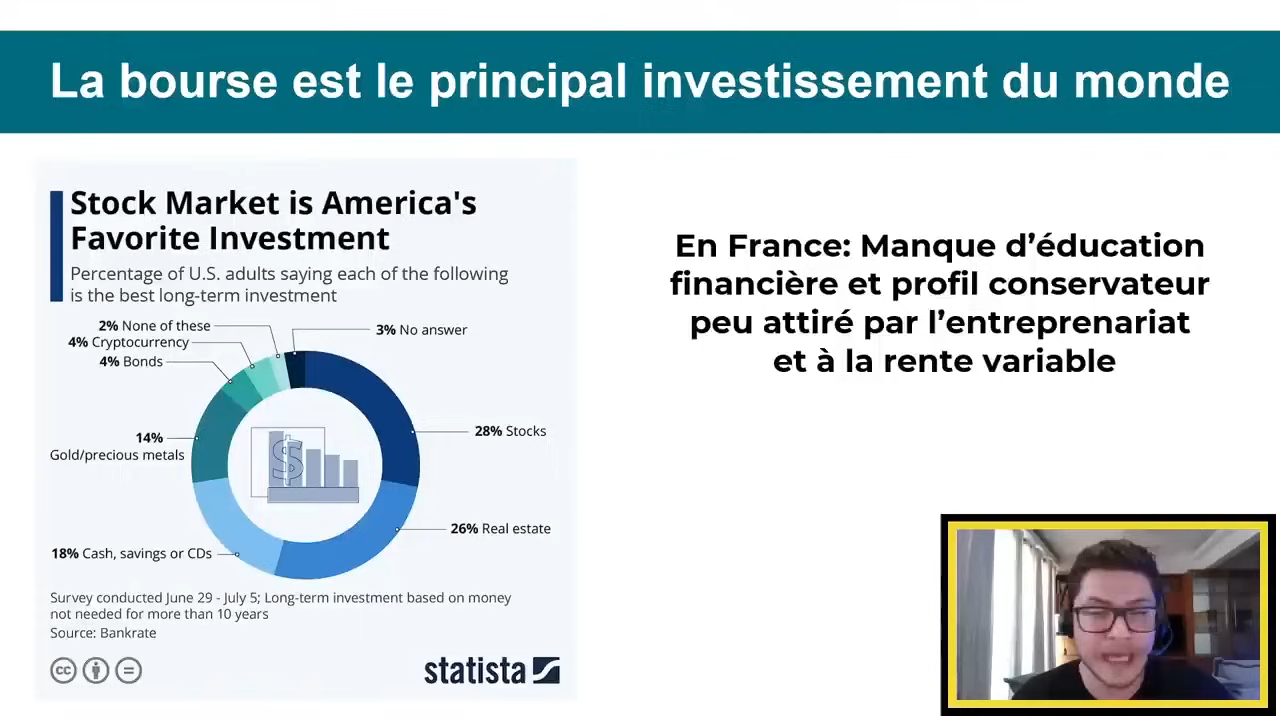 La bourse est le principal investissement du monde
Stock Market is America's
Favorite Investment
Percentage of U.S. adults saying each of the following
is the best long-term investment
2% None of these
3% No answer
4% Cryptocurrency
4% Bonds
28% Stocks
14%
Gold/precious metals
26% Real estate
18% Cash, savings or CDs
Survey conducted June 29 - July 5; Long-term investment based on money
not needed for more than 10 years
Source: Bankrate
cc
statista
En France: Manque d’éducation
financière et profil conservateur
peu attiré par l’entreprenariat
et à la rente variable